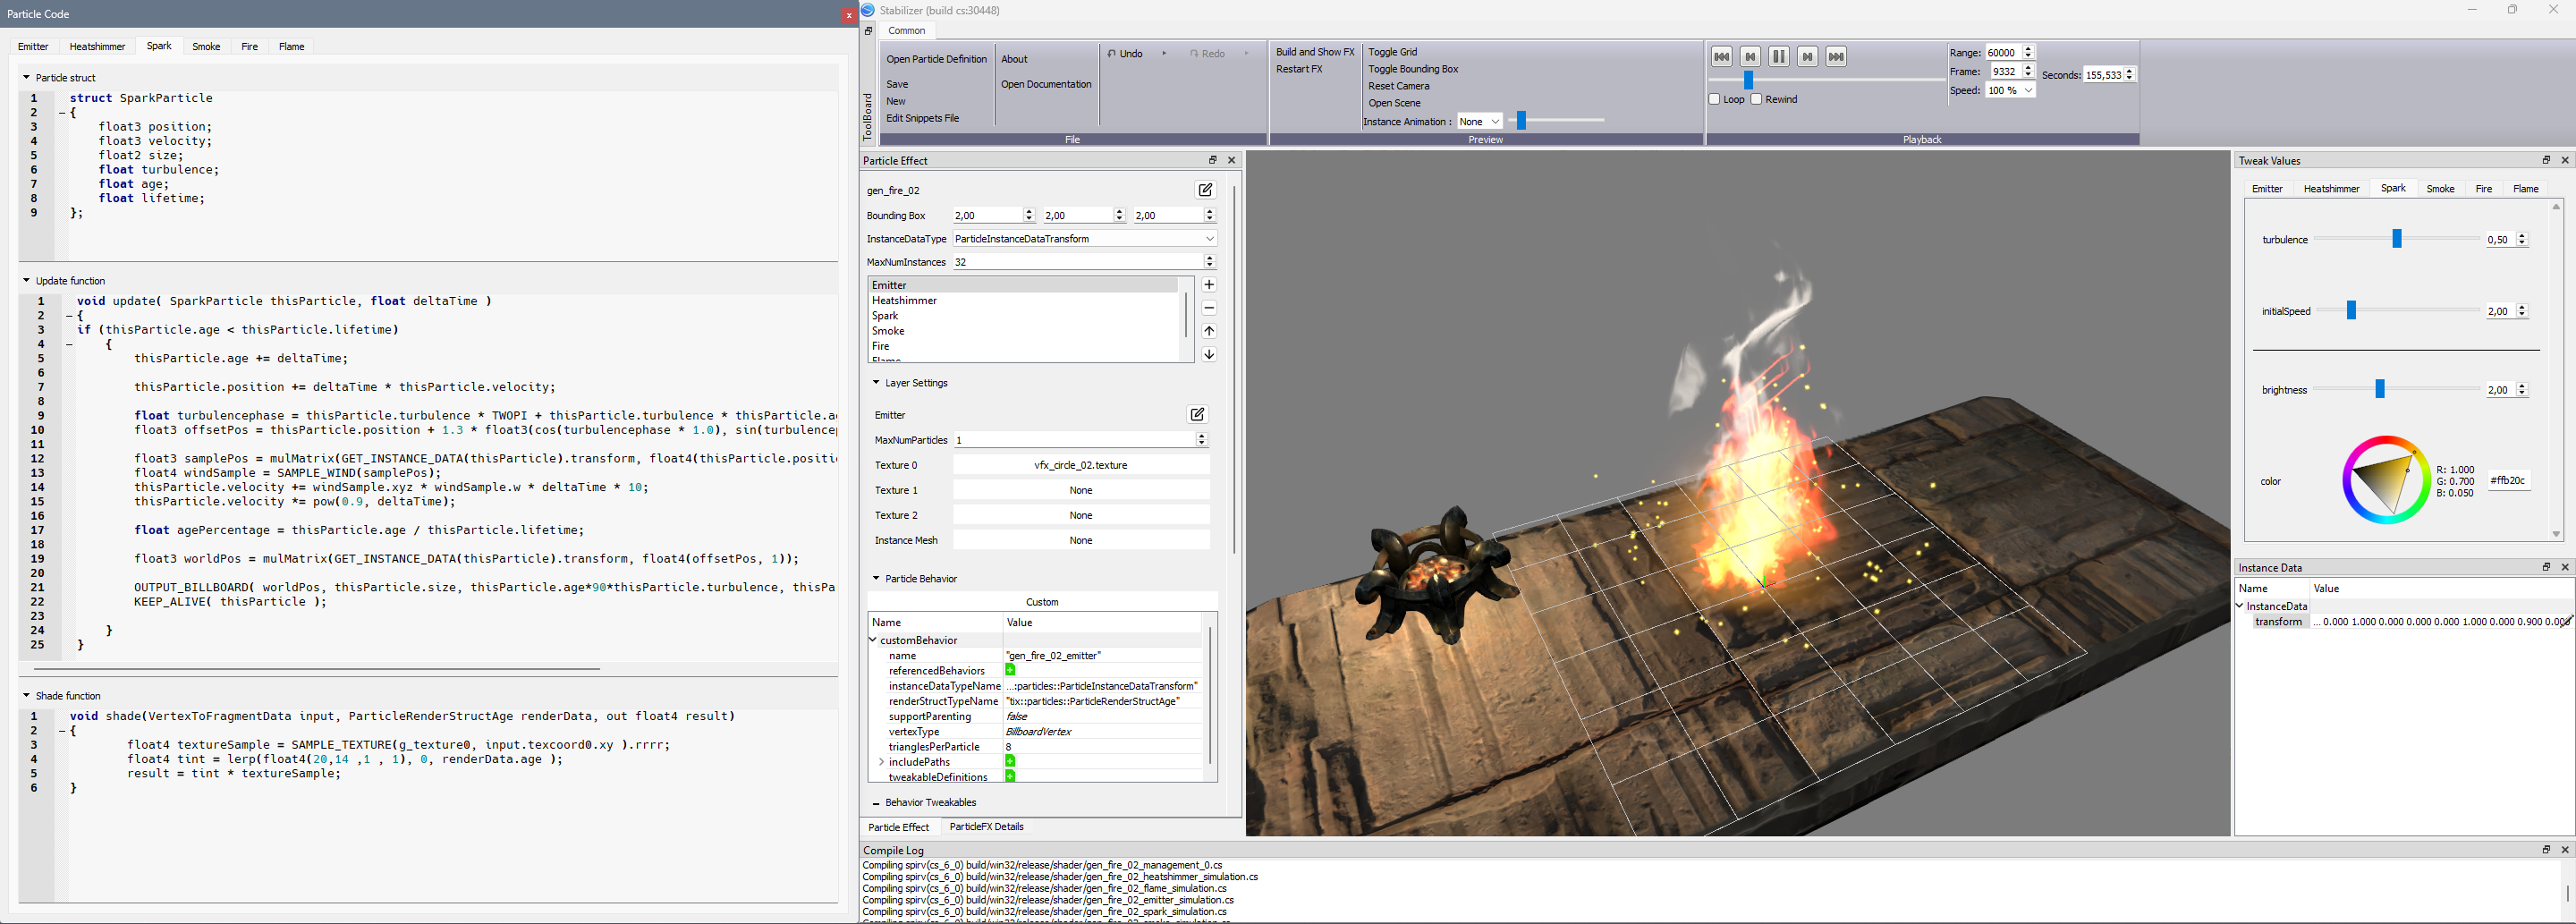 Particle Code
Emitter Heatshimmer Spark Smoke Fire Flame
Particle struct
1 struct SparkParticle
2 {
3 float3 position;
4 float3 velocity;
5 float2 size;
6 float turbulence;
7 float age;
8 float lifetime;
9 };
Update function
1 void update( SparkParticle thisParticle, float deltaTime )
2 {
3 if (thisParticle.age < thisParticle.lifetime)
4 {
5 thisParticle.age += deltaTime;
6
7 thisParticle.position += deltaTime * thisParticle.velocity;
8
9 float turbulencephase = thisParticle.turbulence * TWOPI + thisParticle.turbulence * thisParticle.a
10 float3 offsetPos = thisParticle.position + 1.3 * float3(cos(turbulencephase * 1.0), sin(turbulencep
11
12 float3 samplePos = mulMatrix(GET_INSTANCE_DATA(thisParticle).transform, float4(thisParticle.positi
13 float4 windSample = SAMPLE_WIND(samplePos);
14 thisParticle.velocity += windSample.xyz * windSample.w * deltaTime * 10;
15 thisParticle.velocity *= pow(0.9, deltaTime);
16
17 float agePercentage = thisParticle.age / thisParticle.lifetime;
18
19 float3 worldPos = mulMatrix(GET_INSTANCE_DATA(thisParticle).transform, float4(offsetPos, 1));
20
21 OUTPUT_BILLBOARD( worldPos, thisParticle.size, thisParticle.age*90*thisParticle.turbulence, thisPa
22 KEEP_ALIVE( thisParticle );
23
24 }
25 }
Shade function
1 void shade(VertexToFragmentData input, ParticleRenderStructAge renderData, out float4 result)
2 {
3 float4 textureSample = SAMPLE_TEXTURE(g_texture0, input.texcoord0.xy ).rrrr;
4 float4 tint = lerp(float4(20,14 ,1 , 1), 0, renderData.age );
5 result = tint * textureSample;
6 }
Stabilizer (build cs:30448)
ToolBoard
Common
Open Particle Definition
Save
New
Edit Snippets File
About
Open Documentation
Undo Redo
File
Build and Show FX
Restart FX
Toggle Grid
Toggle Bounding Box
Reset Camera
Open Scene
Instance Animation : None
Preview
Loop Rewind
Range: 60000
Frame: 9332
Speed: 100 %
Seconds: 155,533
Playback
Particle Effect
gen_fire_02
Bounding Box 2,00 2,00 2,00
InstanceDataType ParticleInstanceDataTransform
MaxNumInstances 32
Emitter
Heatshimmer
Spark
Smoke
Fire
Flame
Layer Settings
Emitter
MaxNumParticles 1
Texture 0 vfx_circle_02.texture
Texture 1 None
Texture 2 None
Instance Mesh None
Particle Behavior
Custom
Name Value
customBehavior
name "gen_fire_02_emitter"
referencedBehaviors
instanceDataTypeName ...:particles::ParticleInstanceDataTransform"
renderStructTypeName "tix::particles::ParticleRenderStructAge"
supportParenting false
vertexType BillboardVertex
trianglesPerParticle 8
includePaths
tweakableDefinitions
Behavior Tweakables
Particle Effect ParticleFX Details
Tweak Values
Emitter Heatshimmer Spark Smoke Fire Flame
turbulence 0,50
initialSpeed 2,00
brightness 2,00
color
R: 1.000
G: 0.700
B: 0.050
#ffb20c
Instance Data
Name Value
InstanceData
transform ... 0.000 1.000 0.000 0.000 0.000 1.000 0.000 0.900 0.000
Compile Log
Compiling spirv(cs_6_0) build/win32/release/shader/gen_fire_02_management_0.cs
Compiling spirv(cs_6_0) build/win32/release/shader/gen_fire_02_heatshimmer_simulation.cs
Compiling spirv(cs_6_0) build/win32/release/shader/gen_fire_02_flame_simulation.cs
Compiling spirv(cs_6_0) build/win32/release/shader/gen_fire_02_emitter_simulation.cs
Compiling spirv(cs_6_0) build/win32/release/shader/gen_fire_02_spark_simulation.cs